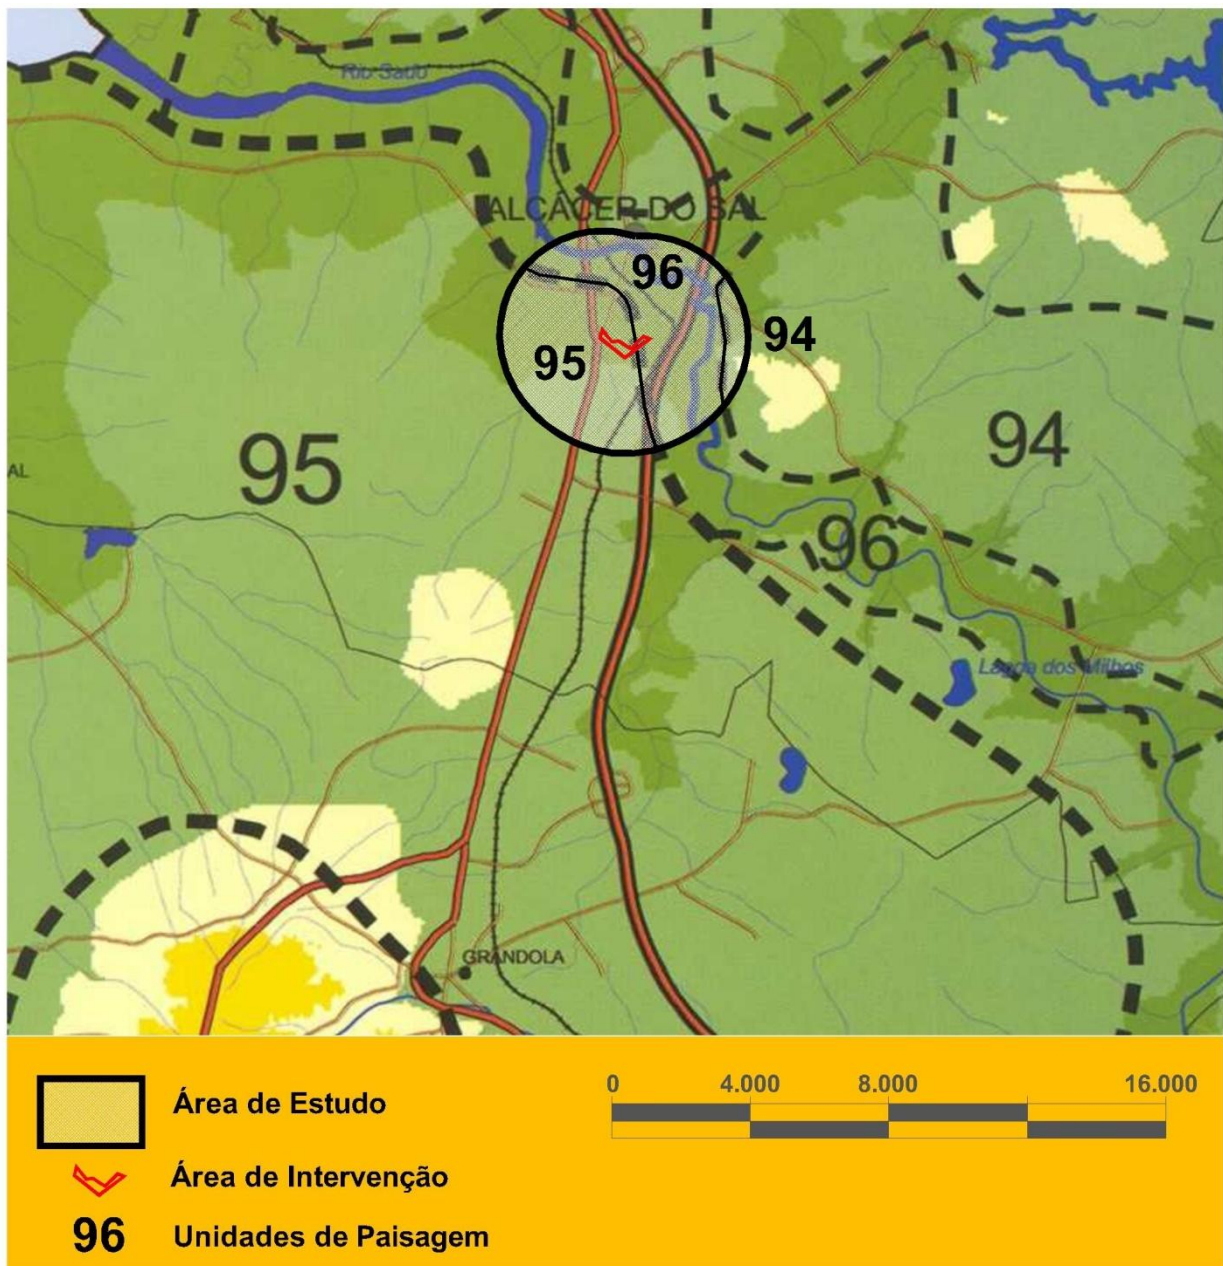 Rio Sado
ALCÁCER DO SAL
96
94
95
95
94
AL
96
Lagoa dos Milhos
GRÂNDOLA
0 4.000 8.000 16.000
Área de Estudo
Área de Intervenção
96 Unidades de Paisagem